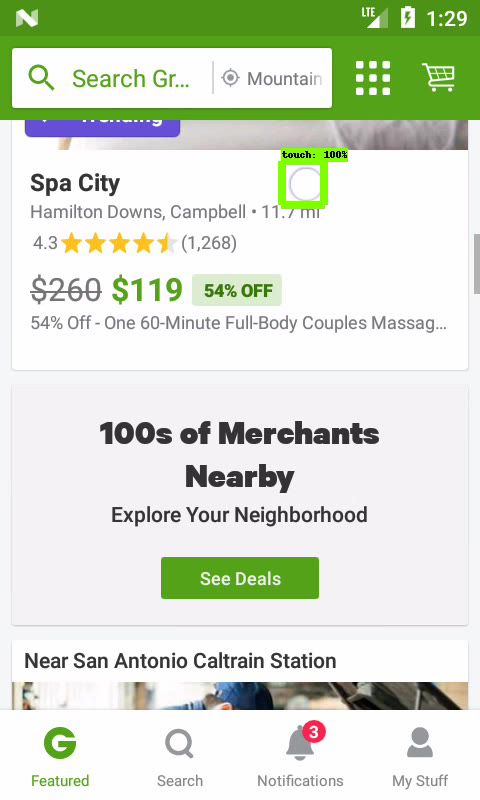 LTE 1:29
Search Gr... Mountain
Trending
touch: 100%
Spa City
Hamilton Downs, Campbell • 11.7 mi
4.3 (1,268)
$260 $119 54% OFF
54% Off - One 60-Minute Full-Body Couples Massag...
100s of Merchants
Nearby
Explore Your Neighborhood
See Deals
Near San Antonio Caltrain Station
3
Featured Search Notifications My Stuff